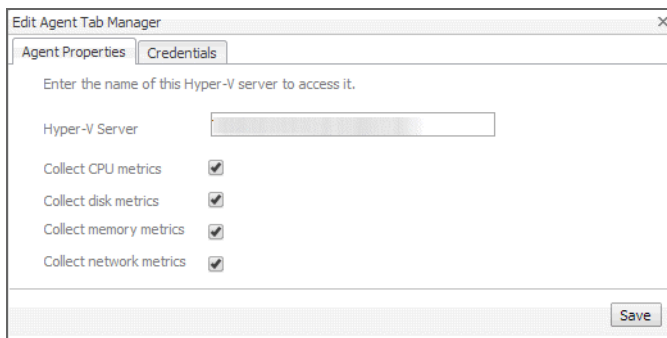 Edit Agent Tab Manager
Agent Properties Credentials
Enter the name of this Hyper-V server to access it.
Hyper-V Server
Collect CPU metrics
Collect disk metrics
Collect memory metrics
Collect network metrics
Save